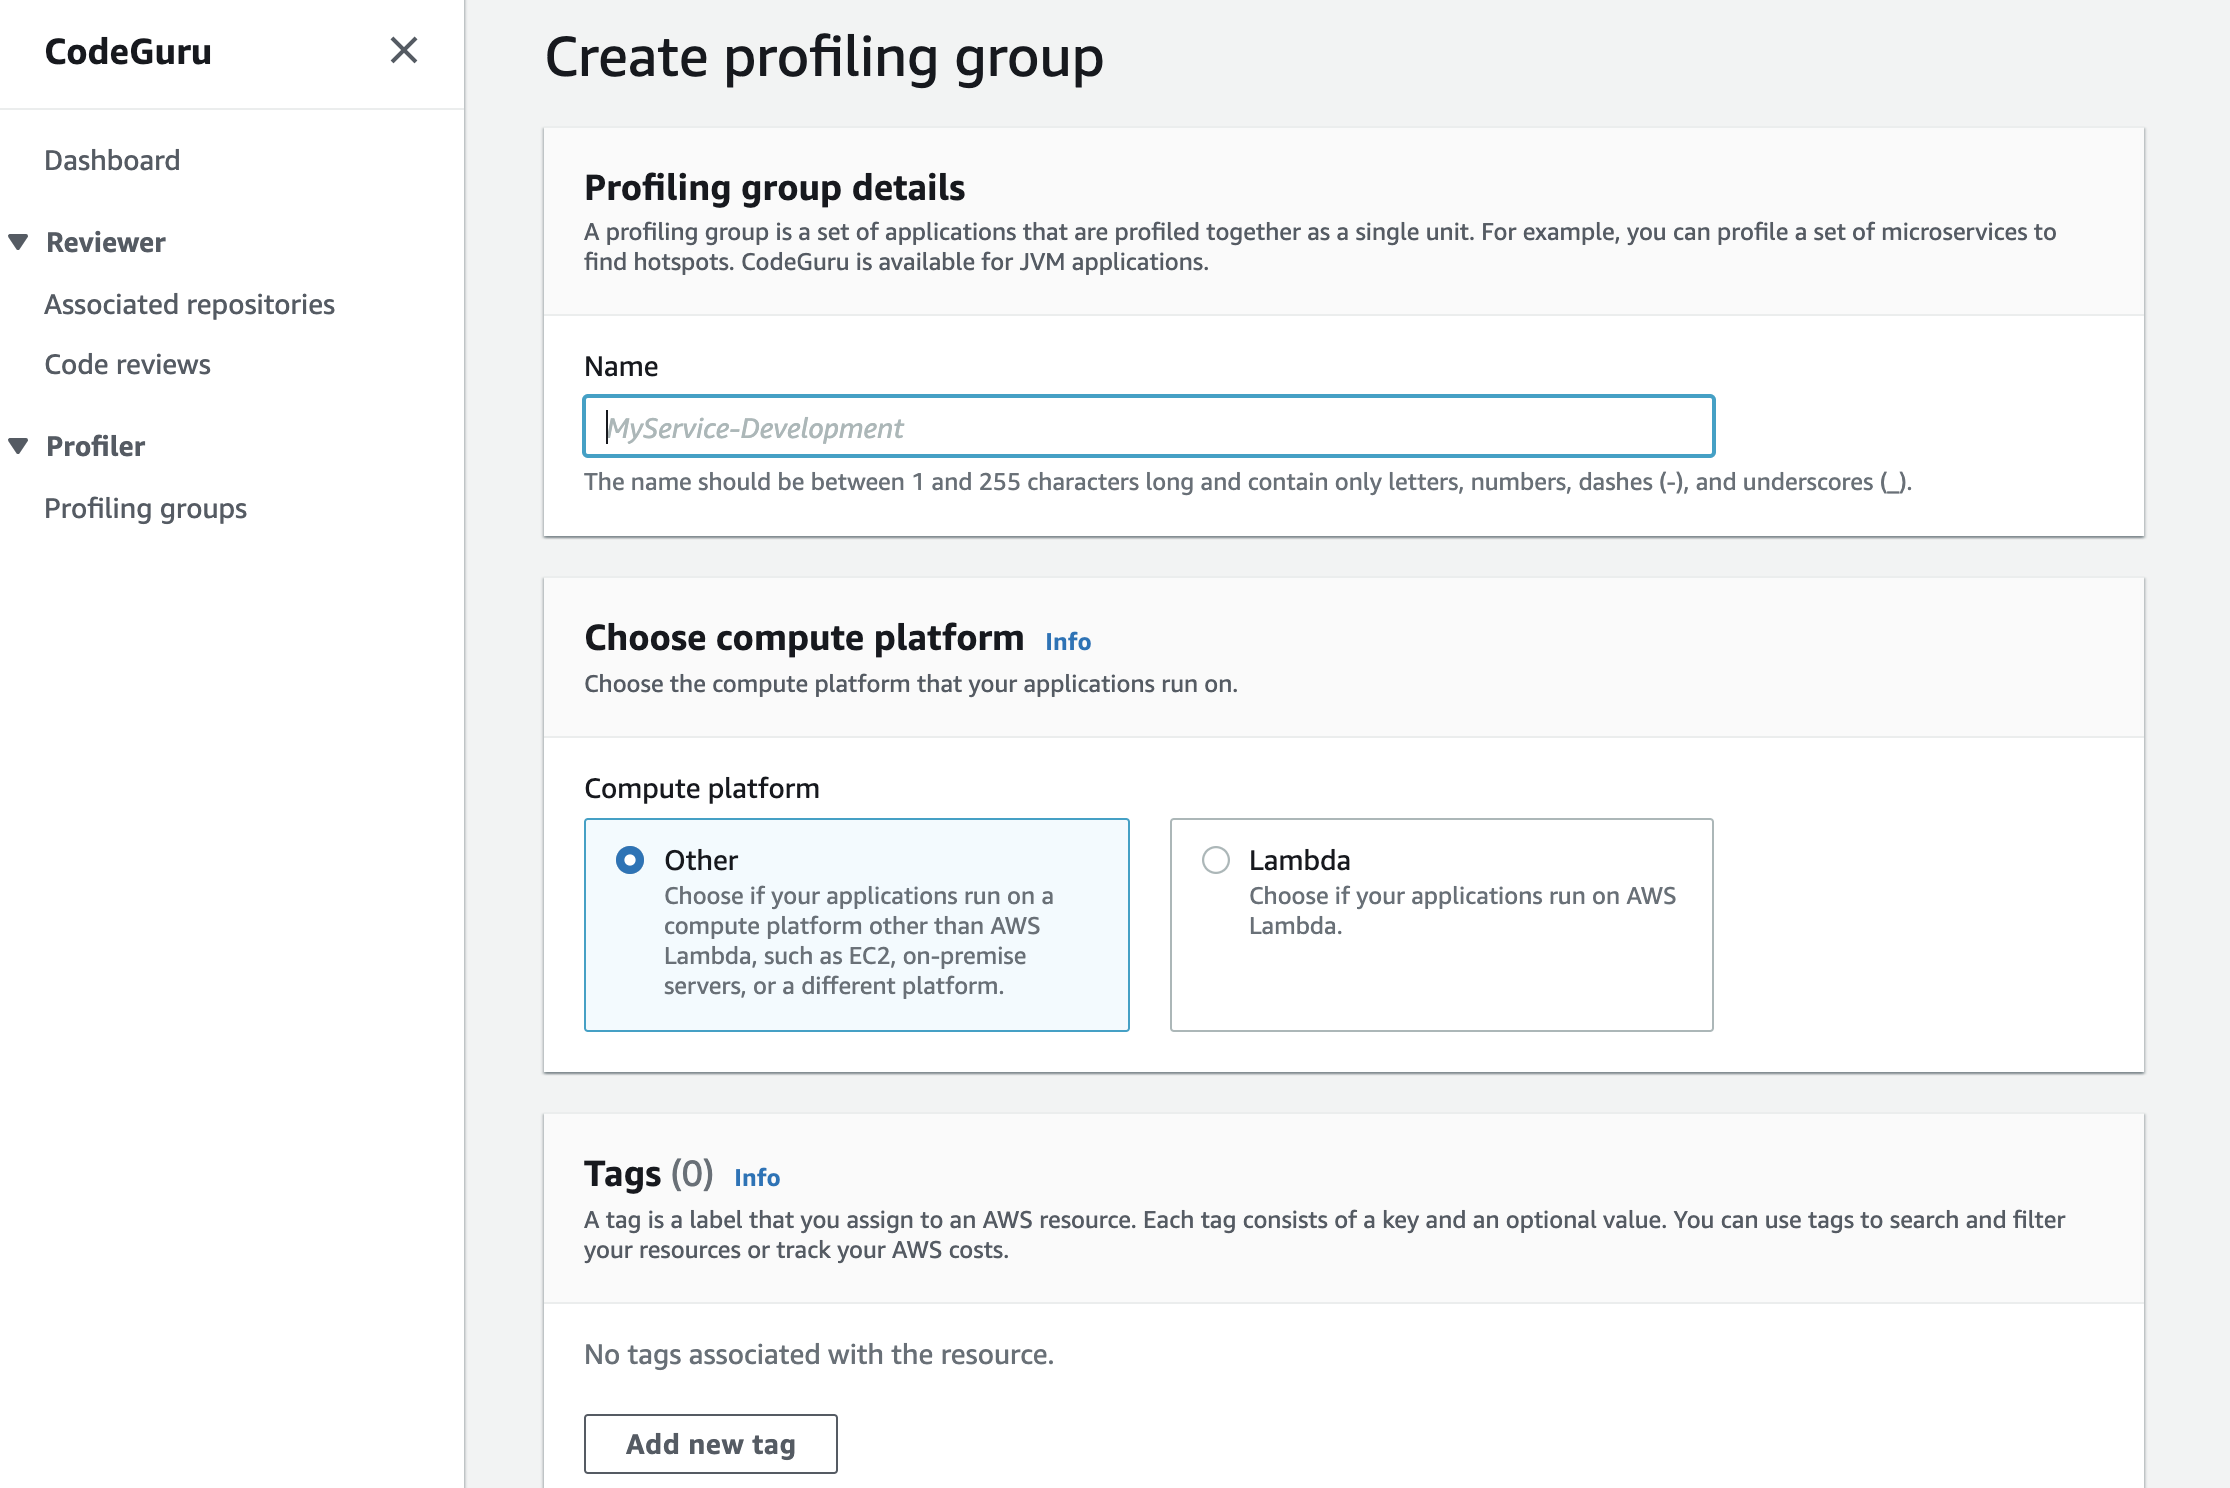 CodeGuru
Dashboard
Reviewer
Associated repositories
Code reviews
Profiler
Profiling groups
Create profiling group
Profiling group details
A profiling group is a set of applications that are profiled together as a single unit. For example, you can profile a set of microservices to
find hotspots. CodeGuru is available for JVM applications.
Name
MyService-Development
The name should be between 1 and 255 characters long and contain only letters, numbers, dashes (-), and underscores (_).
Choose compute platform Info
Choose the compute platform that your applications run on.
Compute platform
Other
Choose if your applications run on a
compute platform other than AWS
Lambda, such as EC2, on-premise
servers, or a different platform.
Lambda
Choose if your applications run on AWS
Lambda.
Tags (0) Info
A tag is a label that you assign to an AWS resource. Each tag consists of a key and an optional value. You can use tags to search and filter
your resources or track your AWS costs.
No tags associated with the resource.
Add new tag